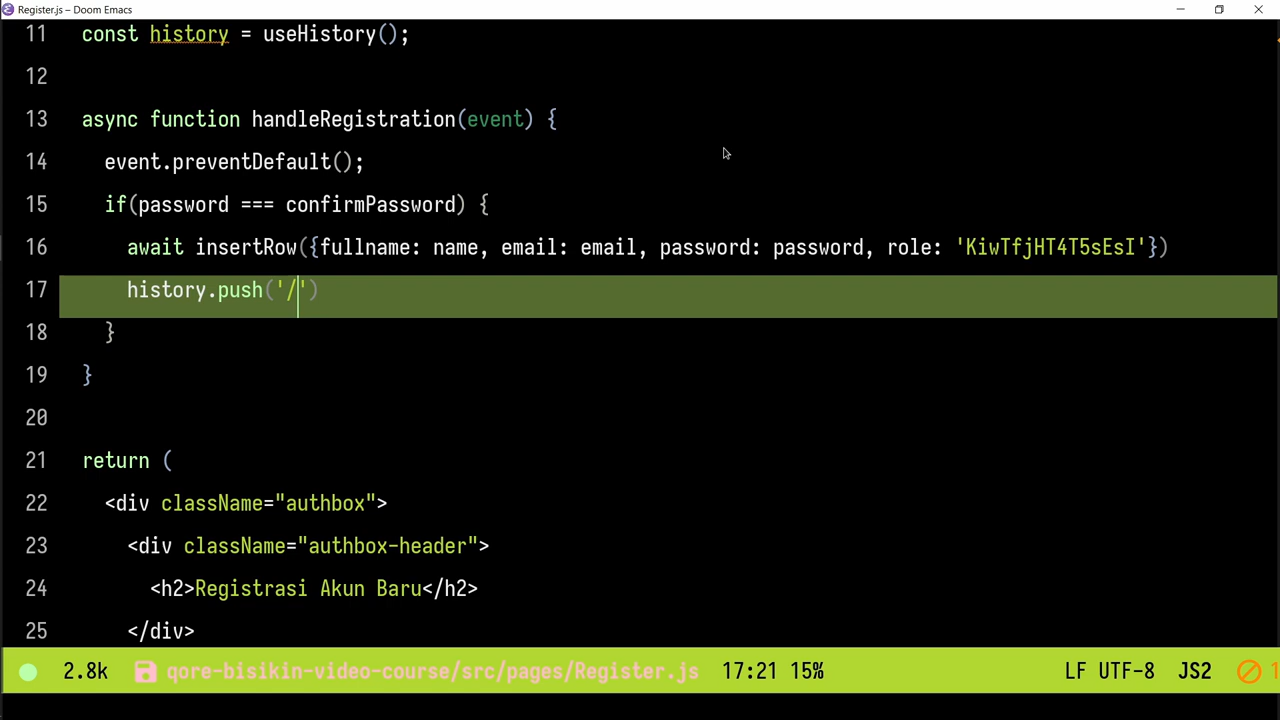 Register.js – Doom Emacs
11 const history = useHistory();
12
13 async function handleRegistration(event) {
14 event.preventDefault();
15 if(password === confirmPassword) {
16 await insertRow({fullname: name, email: email, password: password, role: 'KiwTfjHT4T5sEsI'})
17 history.push('/')
18 }
19 }
20
21 return (
22 <div className="authbox">
23 <div className="authbox-header">
24 <h2>Registrasi Akun Baru</h2>
25 </div>
2.8k qore-bisikin-video-course/src/pages/Register.js 17:21 15% LF UTF-8 JS2 1